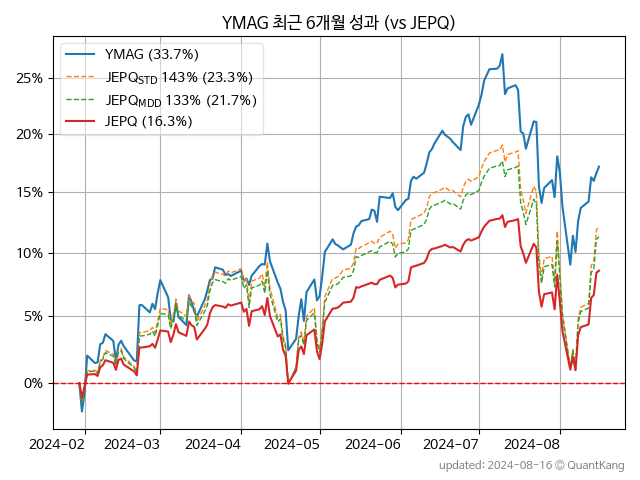 YMAG 최근 6개월 성과 (vs JEPQ)
YMAG (33.7%)
JEPQSTD 143% (23.3%)
JEPQMDD 133% (21.7%)
JEPQ (16.3%)
25%
20%
15%
10%
5%
0%
2024-02 2024-03 2024-04 2024-05 2024-06 2024-07 2024-08
updated: 2024-08-16 © QuantKang